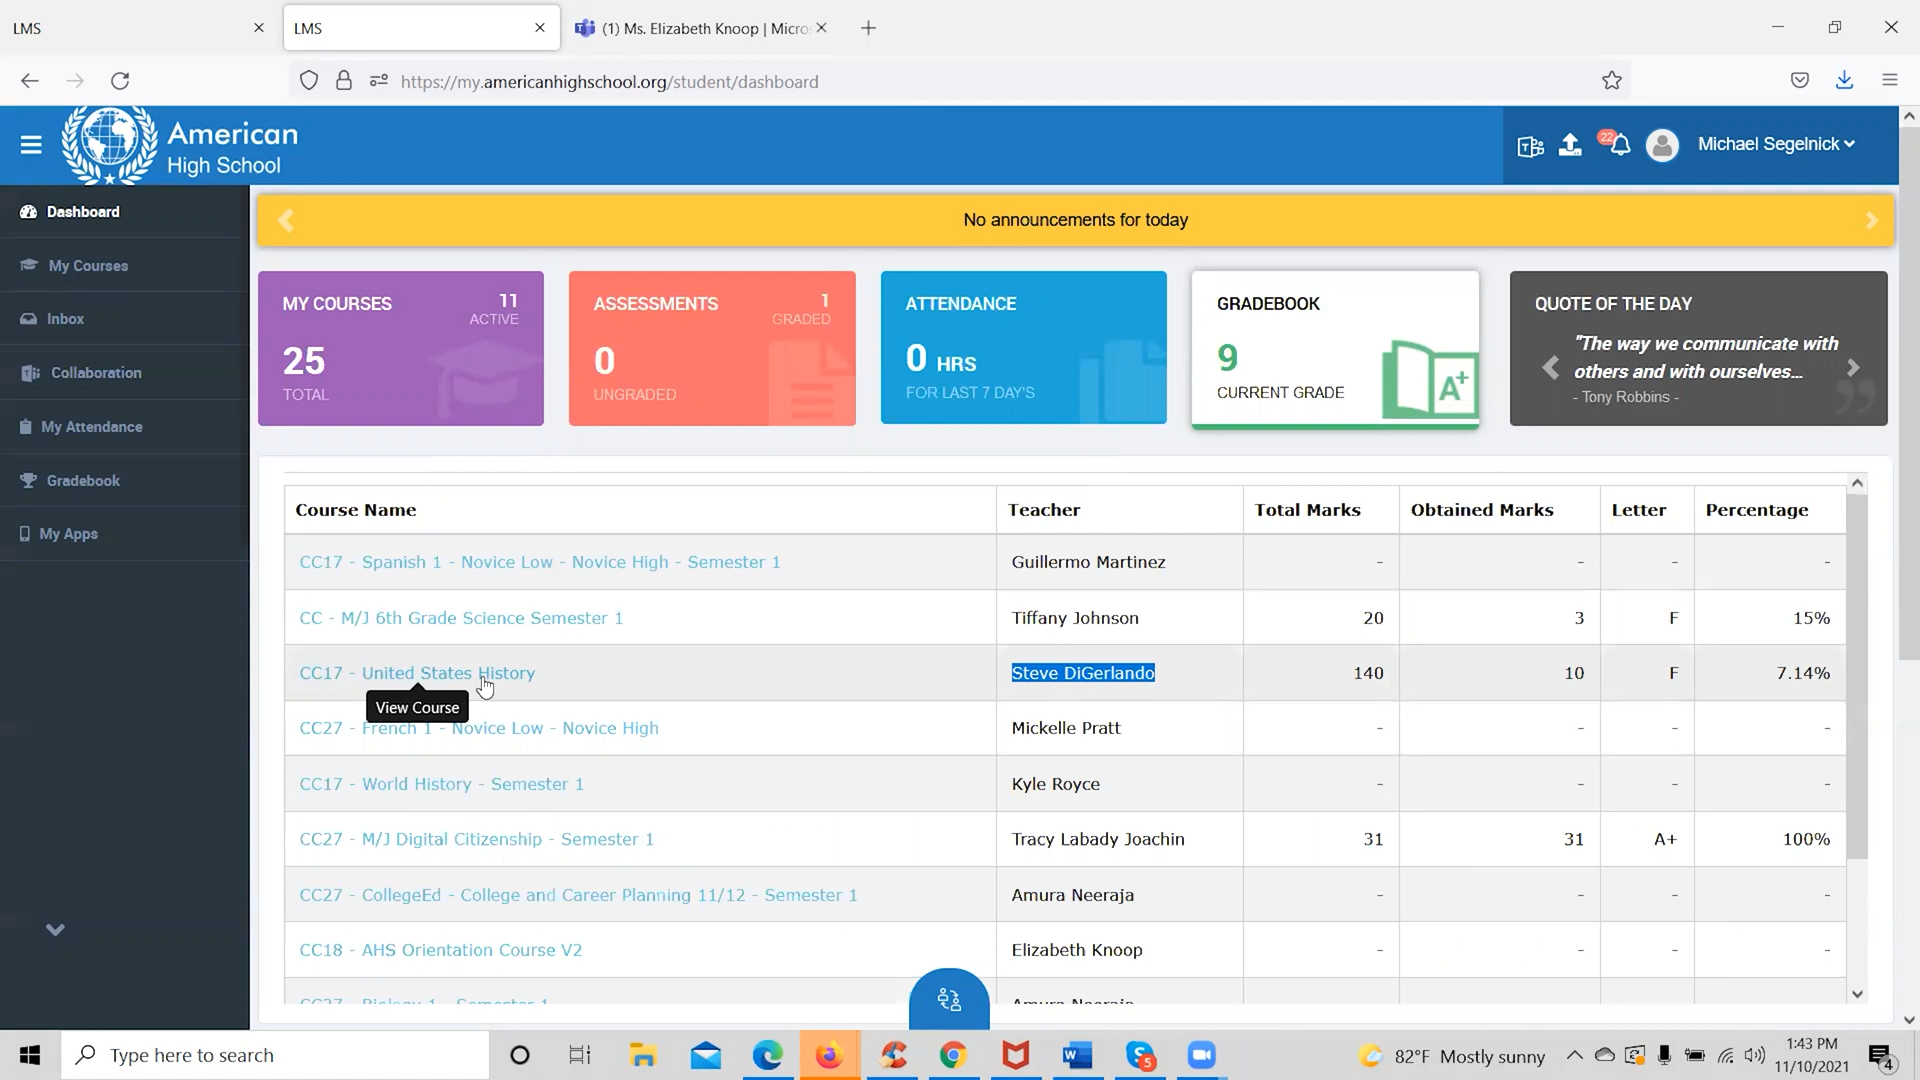 LMS
LMS
(1) Ms. Elizabeth Knoop | Micro
https://my.americanhighschool.org/student/dashboard
American
High School
22
Michael Segelnick
Dashboard
My Courses
Inbox
Collaboration
My Attendance
Gradebook
My Apps
No announcements for today
MY COURSES
11
ACTIVE
25
TOTAL
ASSESSMENTS
1
GRADED
0
UNGRADED
ATTENDANCE
0 HRS
FOR LAST 7 DAY'S
GRADEBOOK
9
CURRENT GRADE
A+
QUOTE OF THE DAY
"The way we communicate with
others and with ourselves...
- Tony Robbins -
Course Name Teacher Total Marks Obtained Marks Letter Percentage
CC17 - Spanish 1 - Novice Low - Novice High - Semester 1 Guillermo Martinez - - - -
CC - M/J 6th Grade Science Semester 1 Tiffany Johnson 20 3 F 15%
CC17 - United States History Steve DiGerlando 140 10 F 7.14%
View Course
CC27 - French 1 - Novice Low - Novice High Mickelle Pratt - - - -
CC17 - World History - Semester 1 Kyle Royce - - - -
CC27 - M/J Digital Citizenship - Semester 1 Tracy Labady Joachin 31 31 A+ 100%
CC27 - CollegeEd - College and Career Planning 11/12 - Semester 1 Amura Neeraja - - - -
CC18 - AHS Orientation Course V2 Elizabeth Knoop - - - -
CC27 - Biology 1 - Semester 1 Amura Neeraja
Type here to search
5
82°F Mostly sunny
1:43 PM
11/10/2021
4